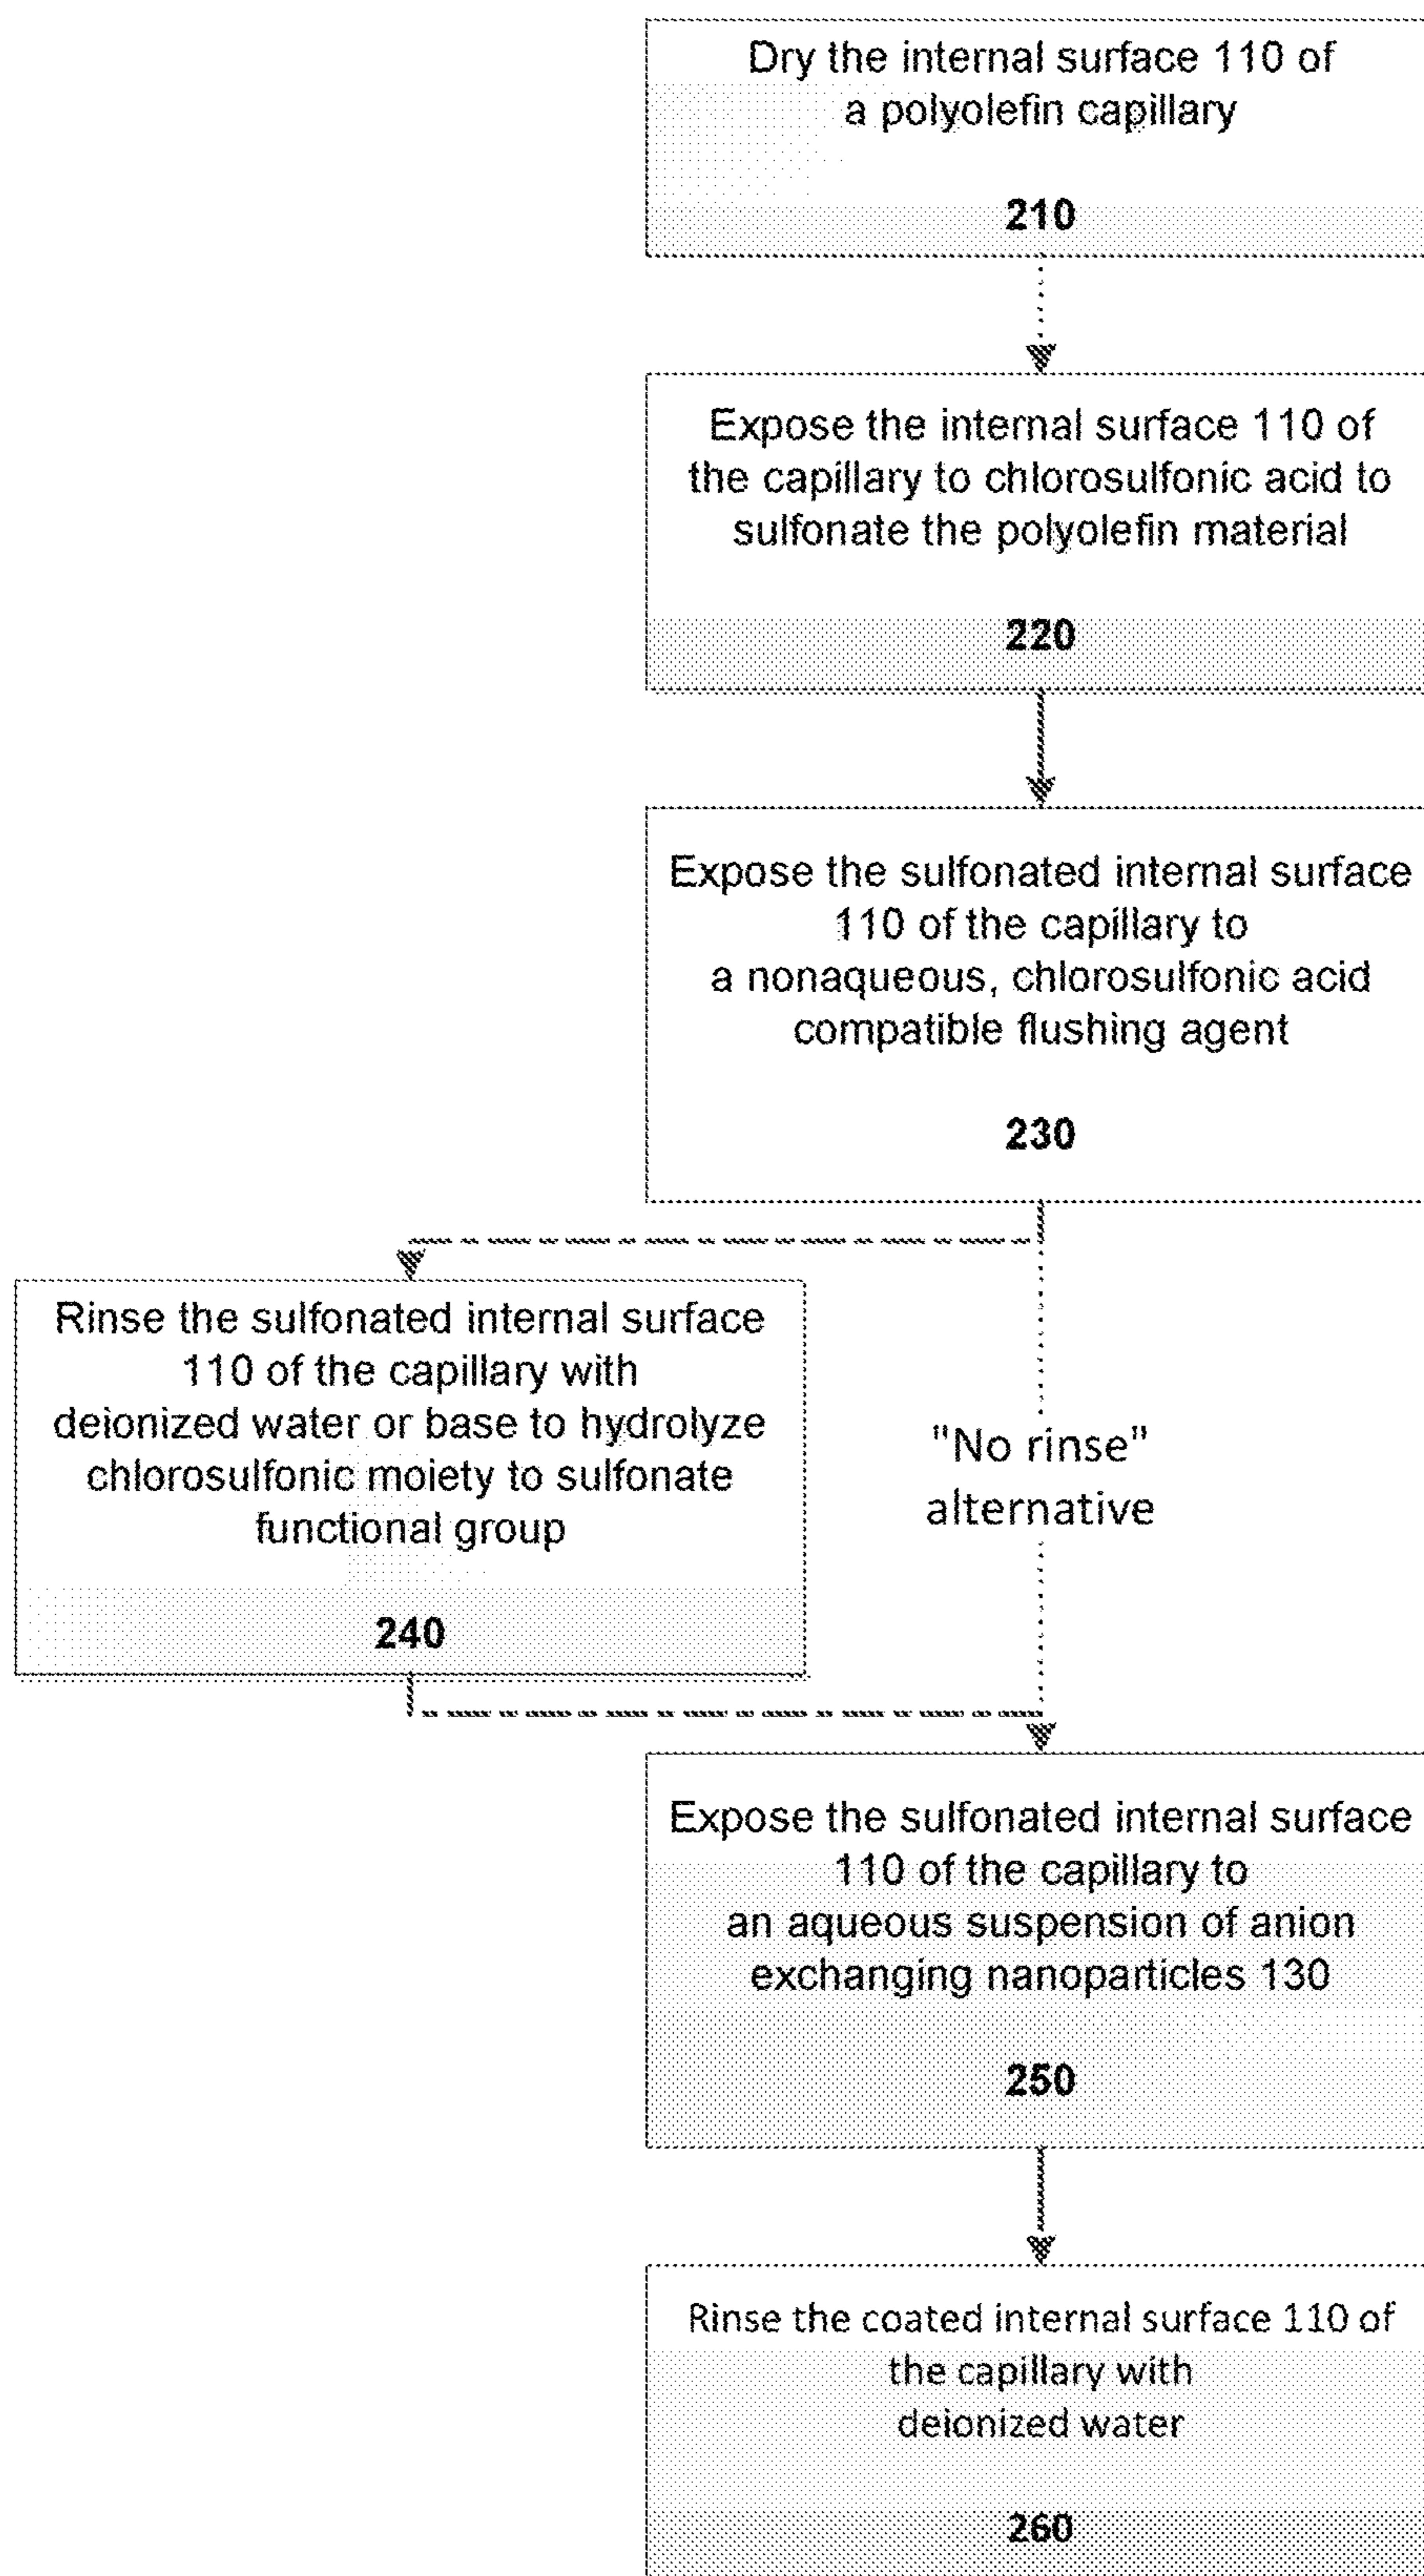 Dry the internal surface 110 of
a polyolefin capillary
210
Expose the internal surface 110 of
the capillary to chlorosulfonic acid to
sulfonate the polyolefin material
220
Expose the sulfonated internal surface
110 of the capillary to
a nonaqueous, chlorosulfonic acid
compatible flushing agent
230
Rinse the sulfonated internal surface
110 of the capillary with
deionized water or base to hydrolyze
chlorosulfonic moiety to sulfonate
functional group
240
"No rinse"
alternative
Expose the sulfonated internal surface
110 of the capillary to
an aqueous suspension of anion
exchanging nanoparticles 130
250
Rinse the coated internal surface 110 of
the capillary with
deionized water
260